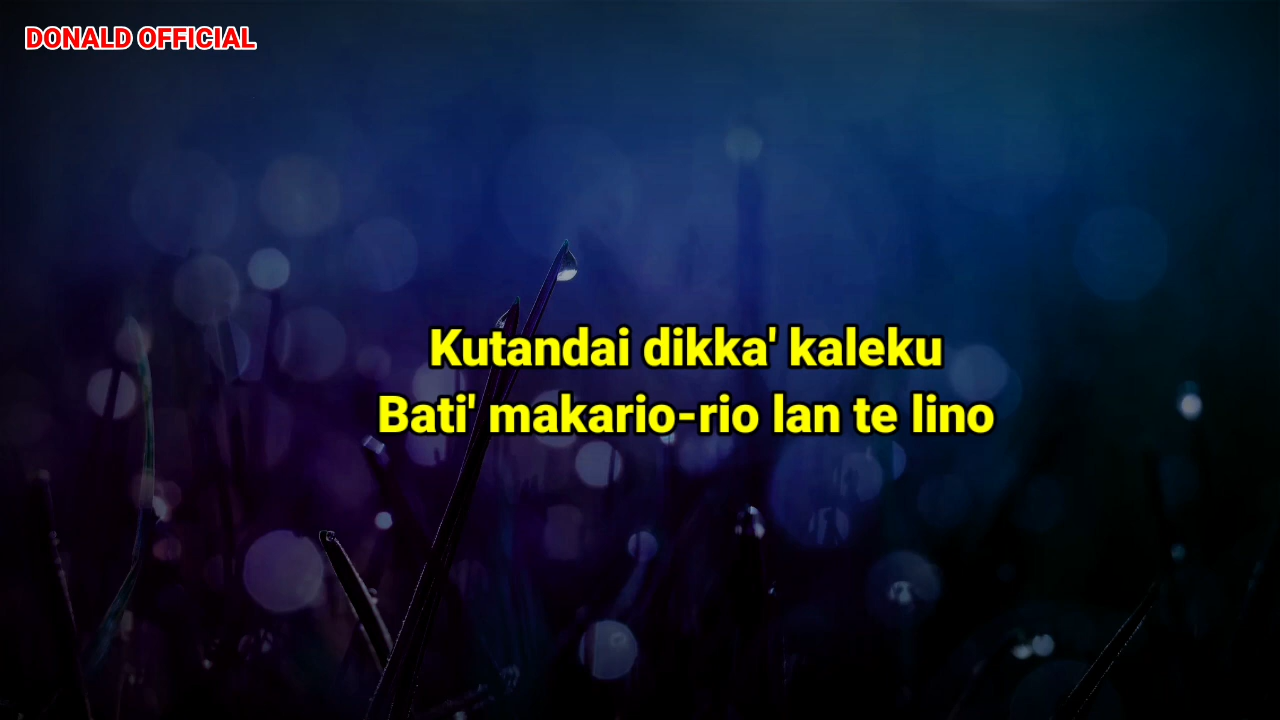 DONALD OFFICIAL
Kutandai dikka' kaleku
Bati' makario-rio lan te lino